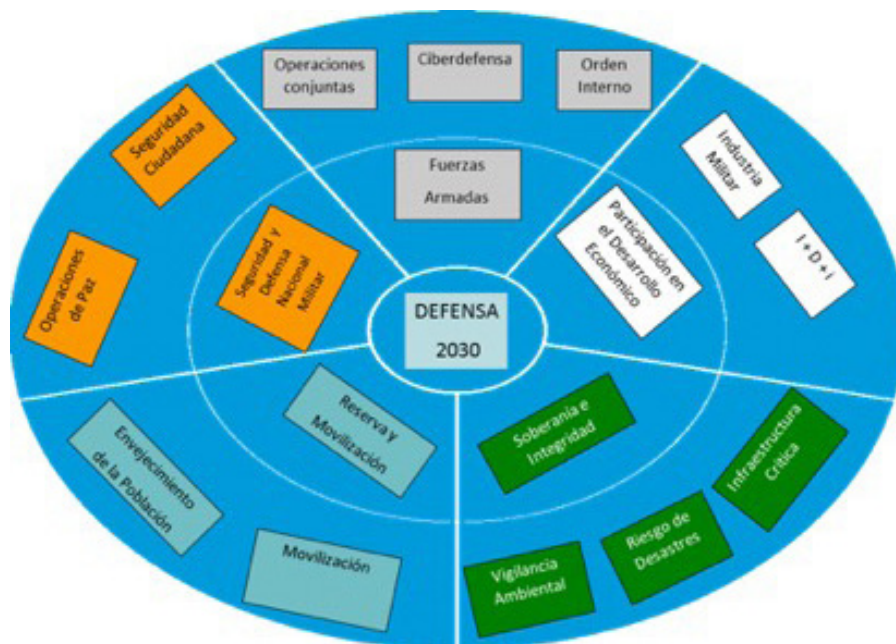 Operaciones
conjuntas
Ciberdefensa
Orden
Interno
Fuerzas
Armadas
Industria
Militar
I + D + i
Participación en
el Desarrollo
Económico
DEFENSA
2030
Seguridad
Ciudadana
Operaciones
de Paz
Seguridad y
Defensa
Nacional
Militar
Reserva y
Movilización
Envejecimiento
de la Población
Movilización
Soberanía e
Integridad
Infraestructura
Crítica
Riesgo de
Desastres
Vigilancia
Ambiental